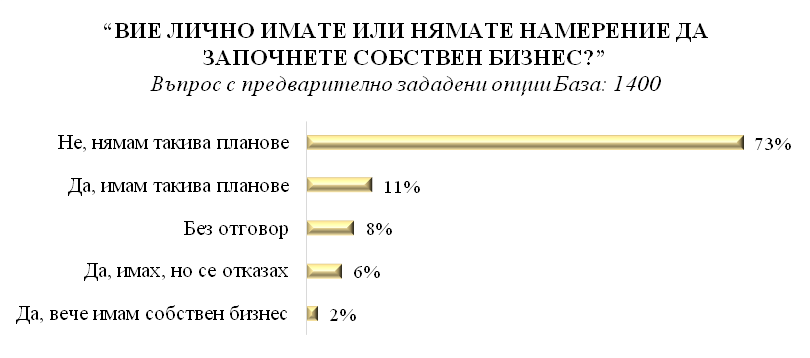 “ВИЕ ЛИЧНО ИМАТЕ ИЛИ НЯМАТЕ НАМЕРЕНИЕ ДА
ЗАПОЧНЕТЕ СОБСТВЕН БИЗНЕС?”
Въпрос с предварително зададени опции База: 1400
Не, нямам такива планове 73%
Да, имам такива планове 11%
Без отговор 8%
Да, имах, но се отказах 6%
Да, вече имам собствен бизнес 2%